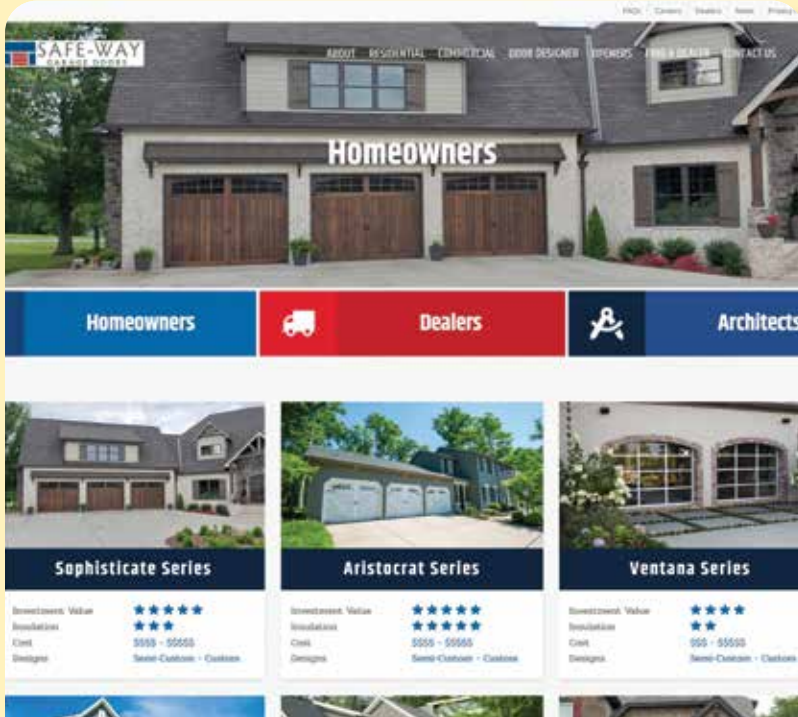 FAQs Careers Dealers News Privacy
SAFE-WAY
GARAGE DOORS
ABOUT RESIDENTIAL COMMERCIAL DOOR DESIGNER OPENERS FIND A DEALER CONTACT US
Homeowners
Homeowners Dealers Architects
Sophisticate Series Aristocrat Series Ventana Series
Investment Value Investment Value Investment Value
Insulation Insulation Insulation
Cost $$$$ - $$$$$ Cost $$$$ - $$$$$ Cost $$$ - $$$$$
Designs Semi-Custom - Custom Designs Semi-Custom - Custom Designs Semi-Custom - Custom